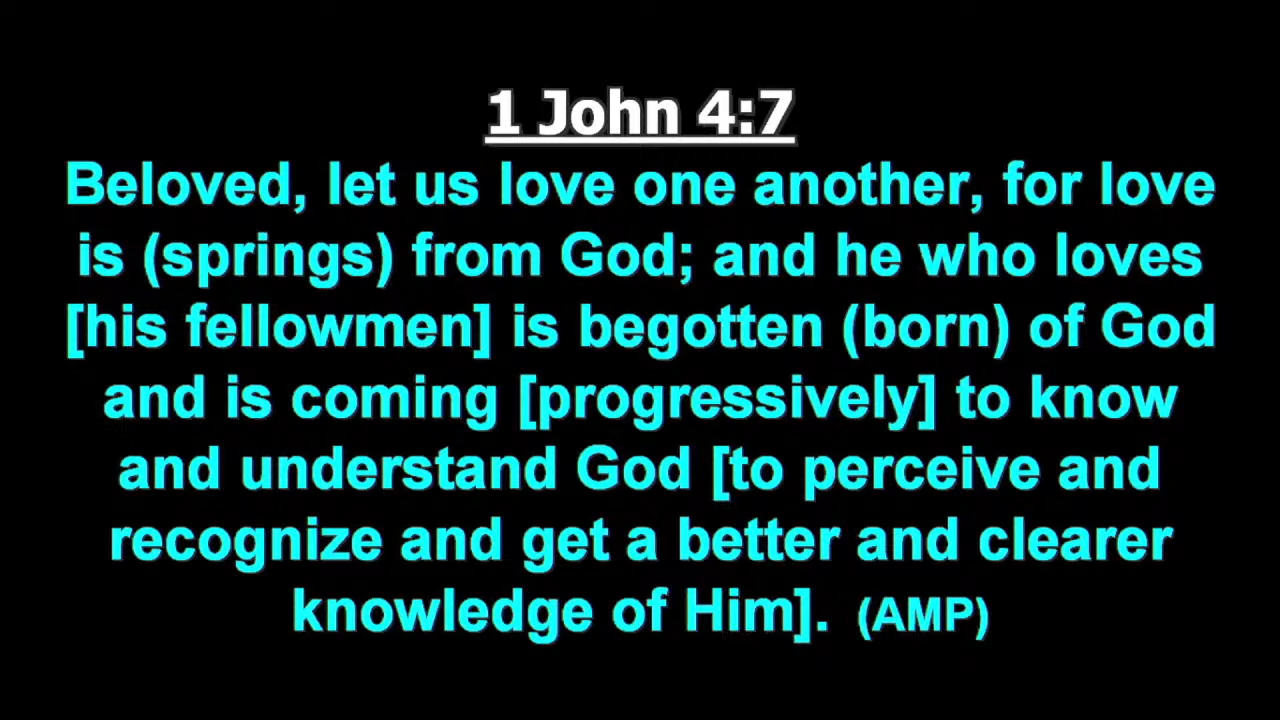 1 John 4:7
Beloved, let us love one another, for love
is (springs) from God; and he who loves
[his fellowmen] is begotten (born) of God
and is coming [progressively] to know
and understand God [to perceive and
recognize and get a better and clearer
knowledge of Him]. (AMP)